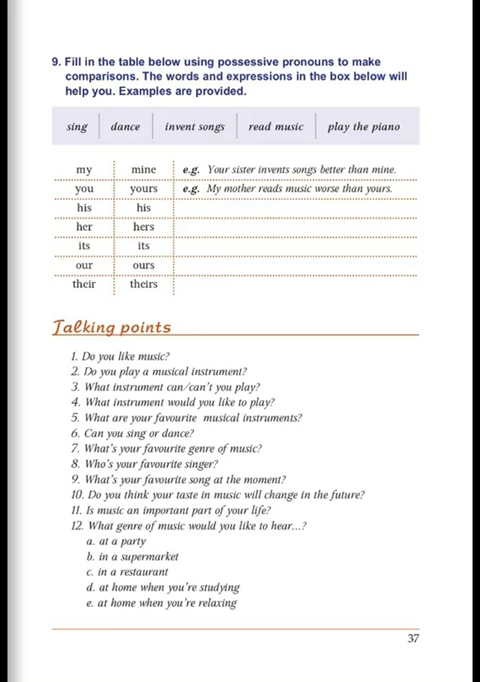 9. Fill in the table below using possessive pronouns to make
comparisons. The words and expressions in the box below will
help you. Examples are provided.
sing dance invent songs read music play the piano
my mine e.g. Your sister invents songs better than mine.
you yours e.g. My mother reads music worse than yours.
his his
her hers
its its
our ours
their theirs
Talking points
1. Do you like music?
2. Do you play a musical instrument?
3. What instrument can/can't you play?
4. What instrument would you like to play?
5. What are your favourite musical instruments?
6. Can you sing or dance?
7. What's your favourite genre of music?
8. Who's your favourite singer?
9. What's your favourite song at the moment?
10. Do you think your taste in music will change in the future?
11. Is music an important part of your life?
12. What genre of music would you like to hear...?
a. at a party
b. in a supermarket
c. in a restaurant
d. at home when you're studying
e. at home when you're relaxing
37